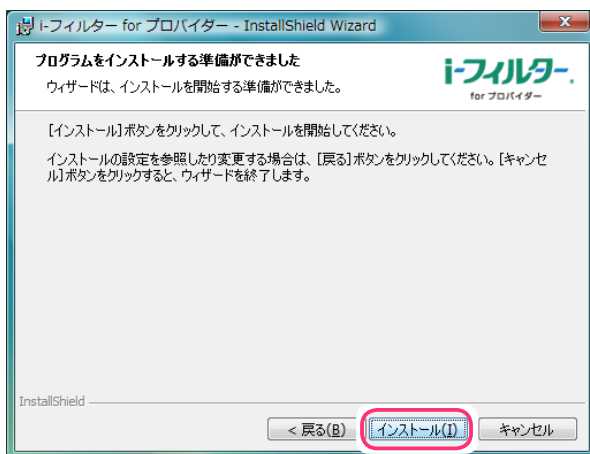 i-フィルター for プロバイダー - InstallShield Wizard
プログラムをインストールする準備ができました
ウィザードは、インストールを開始する準備ができました。
i-フィルター.
for プロバイダー
[インストール]ボタンをクリックして、インストールを開始してください。
インストールの設定を参照したり変更する場合は、[戻る]ボタンをクリックしてください。[キャンセ
ル]ボタンをクリックすると、ウィザードを終了します。
InstallShield
< 戻る(B)
インストール(I)
キャンセル